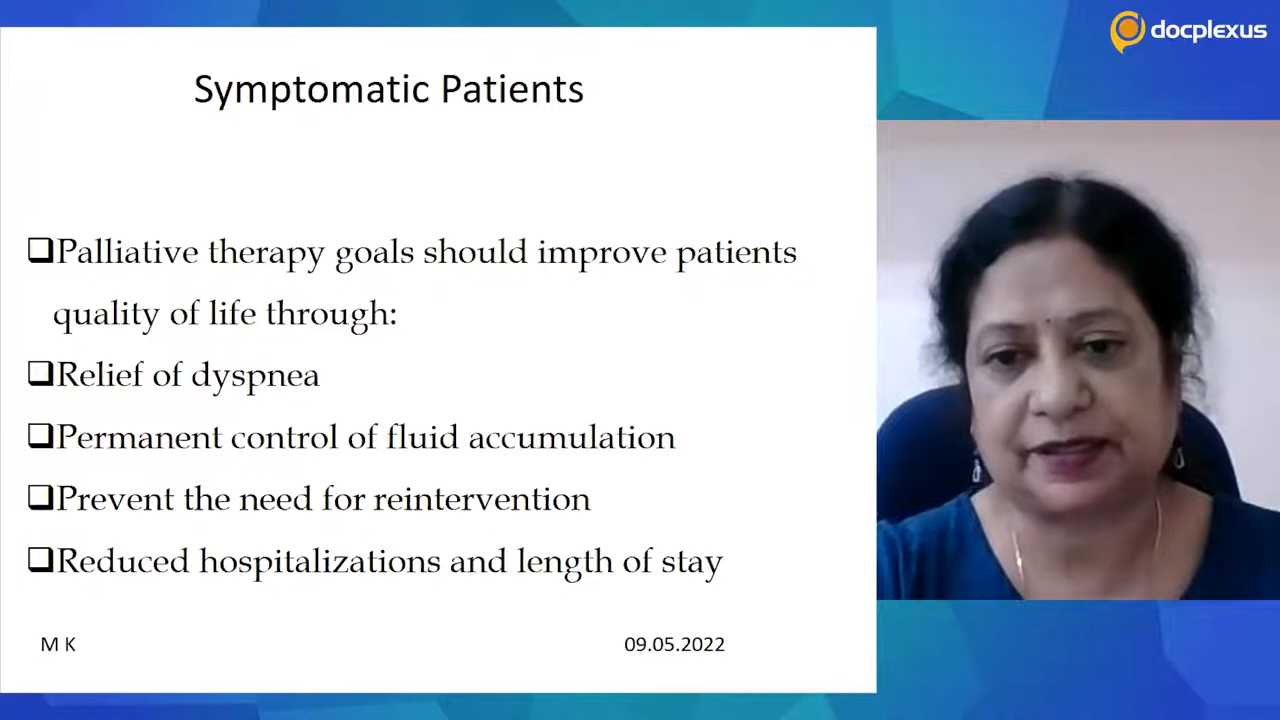 docplexus
Symptomatic Patients
❑Palliative therapy goals should improve patients
quality of life through:
❑Relief of dyspnea
❑Permanent control of fluid accumulation
❑Prevent the need for reintervention
❑Reduced hospitalizations and length of stay
M K
09.05.2022